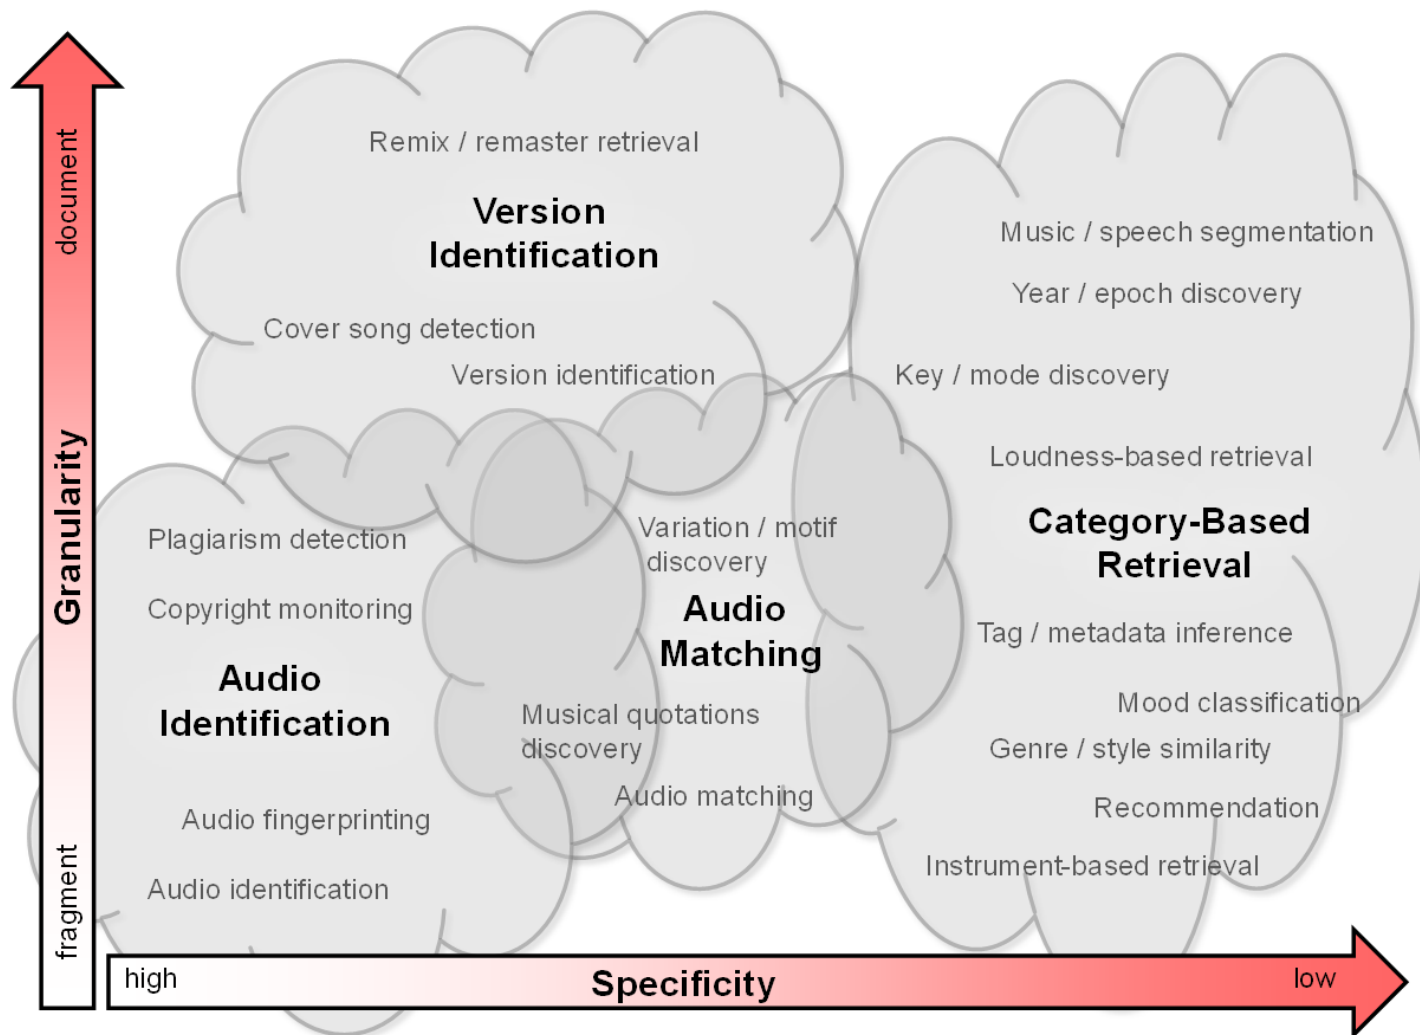 Granularity
document
fragment
Remix / remaster retrieval
Version
Identification
Cover song detection
Version identification
Plagiarism detection
Copyright monitoring
Audio
Identification
Audio fingerprinting
Audio identification
Variation / motif
discovery
Audio
Matching
Musical quotations
discovery
Audio matching
Music / speech segmentation
Year / epoch discovery
Key / mode discovery
Loudness-based retrieval
Category-Based
Retrieval
Tag / metadata inference
Mood classification
Genre / style similarity
Recommendation
Instrument-based retrieval
high
Specificity
low